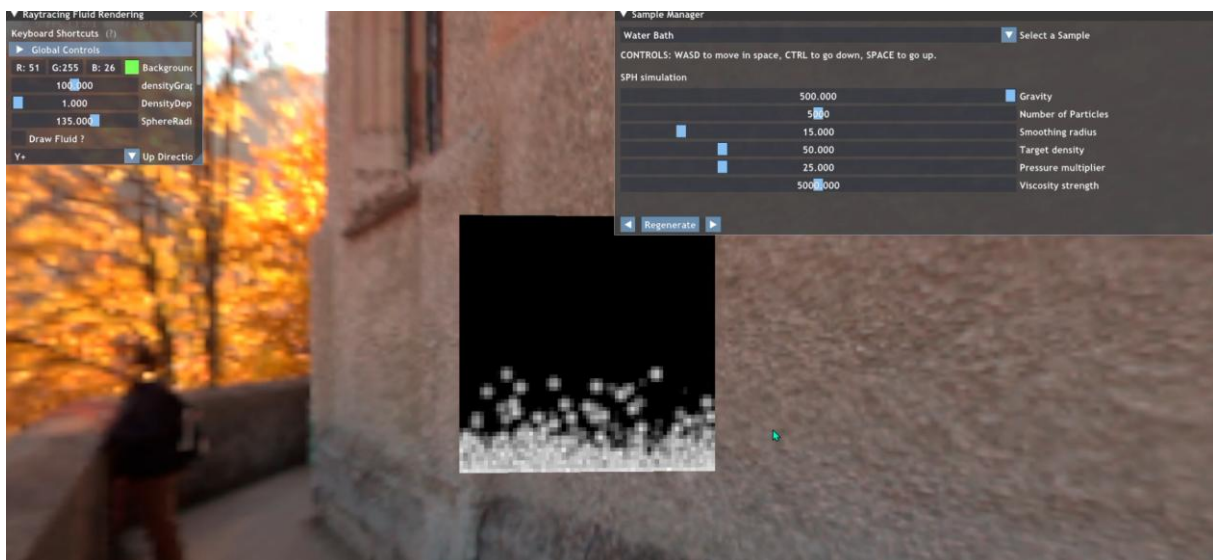 Raytracing Fluid Rendering
Keyboard Shortcuts (?)
Global Controls
R: 51 G:255 B: 26 Background
100.000 densityGrap
1.000 DensityDep
135.000 SphereRadi
Draw Fluid ?
Y+ Up Directio
Sample Manager
Water Bath Select a Sample
CONTROLS: WASD to move in space, CTRL to go down, SPACE to go up.
SPH simulation
500.000 Gravity
5000 Number of Particles
15.000 Smoothing radius
50.000 Target density
25.000 Pressure multiplier
5000.000 Viscosity strength
Regenerate